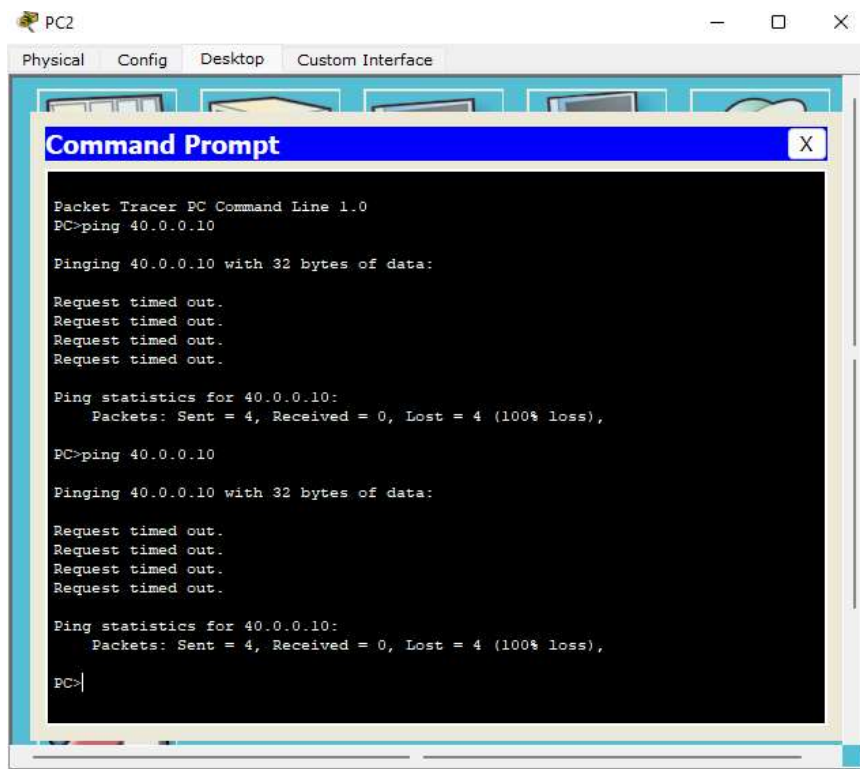 PC2
Physical Config Desktop Custom Interface
Command Prompt
X
Packet Tracer PC Command Line 1.0
PC>ping 40.0.0.10
Pinging 40.0.0.10 with 32 bytes of data:
Request timed out.
Request timed out.
Request timed out.
Request timed out.
Ping statistics for 40.0.0.10:
Packets: Sent = 4, Received = 0, Lost = 4 (100% loss),
PC>ping 40.0.0.10
Pinging 40.0.0.10 with 32 bytes of data:
Request timed out.
Request timed out.
Request timed out.
Request timed out.
Ping statistics for 40.0.0.10:
Packets: Sent = 4, Received = 0, Lost = 4 (100% loss),
PC>